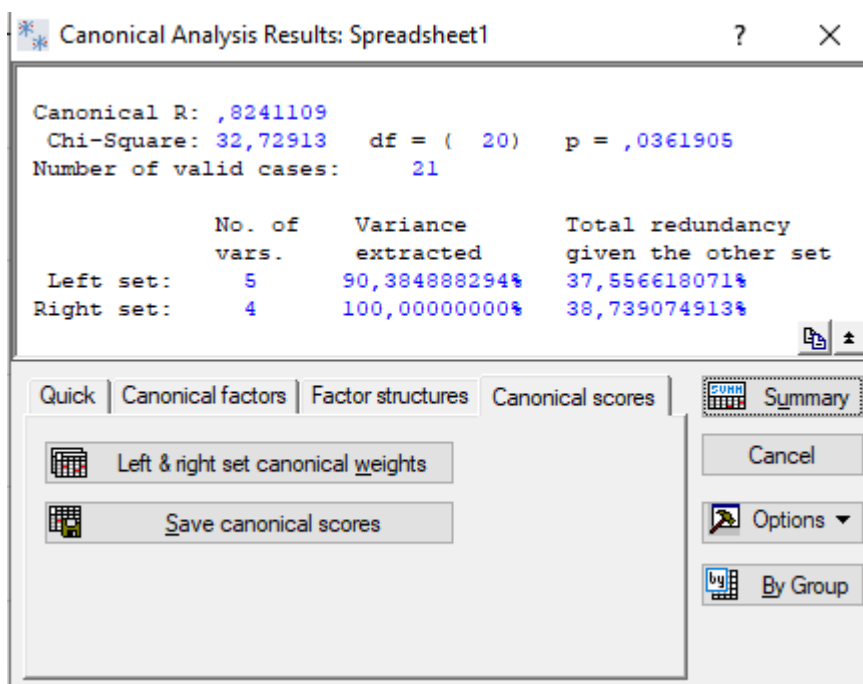 Canonical Analysis Results: Spreadsheet1 ? ×
Canonical R: ,8241109
Chi-Square: 32,72913 df = ( 20) p = ,0361905
Number of valid cases: 21
No. of Variance Total redundancy
vars. extracted given the other set
Left set: 5 90,384888294% 37,556618071%
Right set: 4 100,00000000% 38,739074913%
Quick Canonical factors Factor structures Canonical scores
SUMM Summary
Left & right set canonical weights
Cancel
Save canonical scores
Options
by By Group